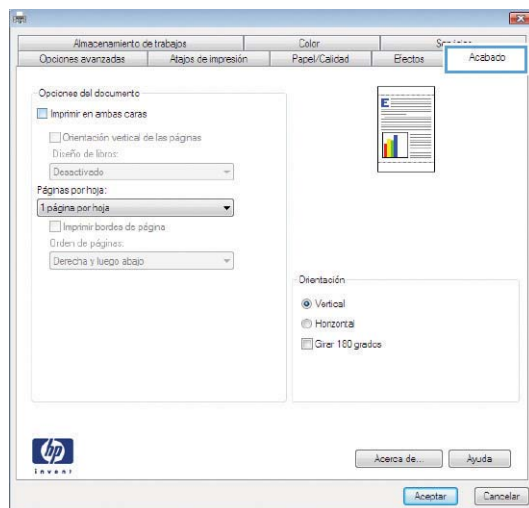 Almacenamiento de trabajos Color
Opciones avanzadas Atajos de impresión Papel/Calidad Efectos Acabado
Opciones del documento
Imprimir en ambas caras
Orientación vertical de las páginas
Diseño de libros:
Desactivado
Páginas por hoja:
1 página por hoja
Imprimir bordes de página
Orden de páginas:
Derecha y luego abajo
E
Orientación
Vertical
Horizontal
Girar 180 grados
hp
invent
Acerca de... Ayuda
Aceptar Cancelar